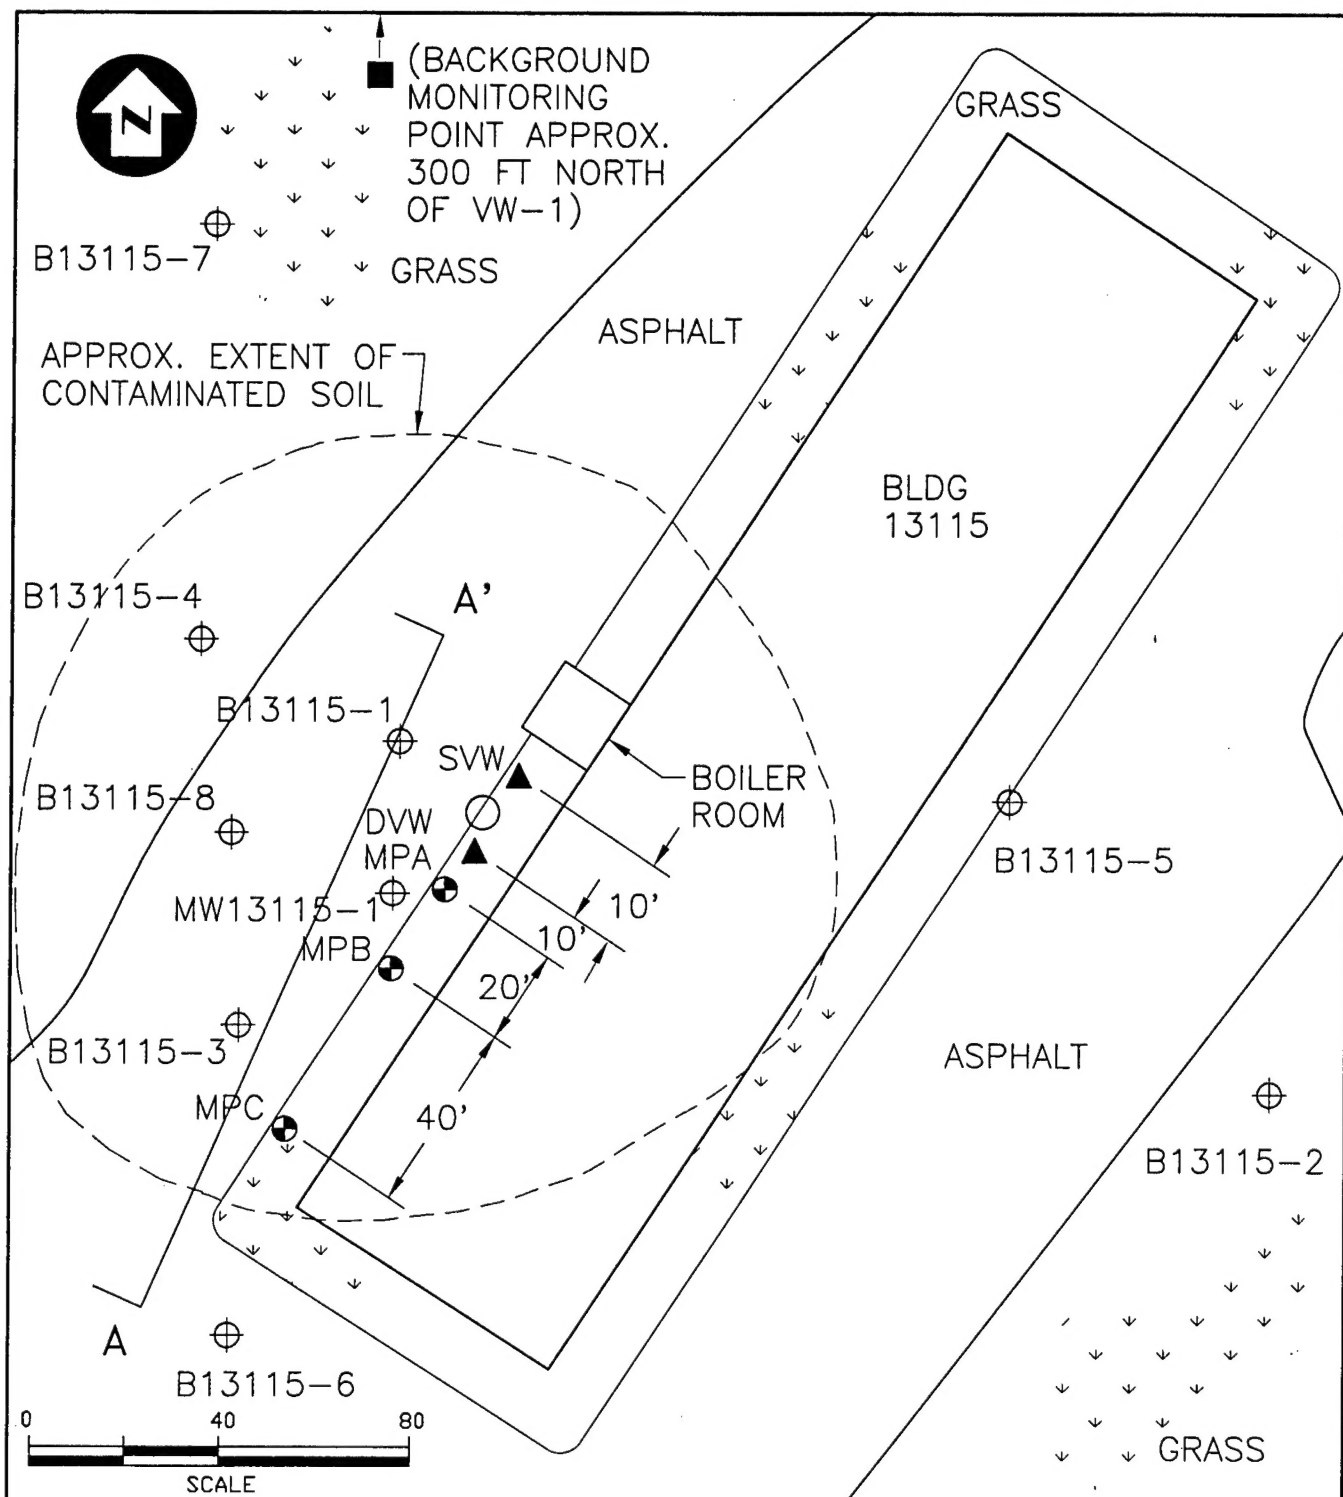 N
(BACKGROUND
MONITORING
POINT APPROX.
300 FT NORTH
OF VW-1)
GRASS
B13115-7
GRASS
ASPHALT
APPROX. EXTENT OF
CONTAMINATED SOIL
BLDG
13115
B13115-4
A'
B13115-1
SVW
BOILER
ROOM
B13115-8
DVW
MPA
B13115-5
MW13115-1
10'
10'
MPB
20'
B13115-3
ASPHALT
MPC
40'
B13115-2
A
B13115-6
0 40 80
SCALE
GRASS